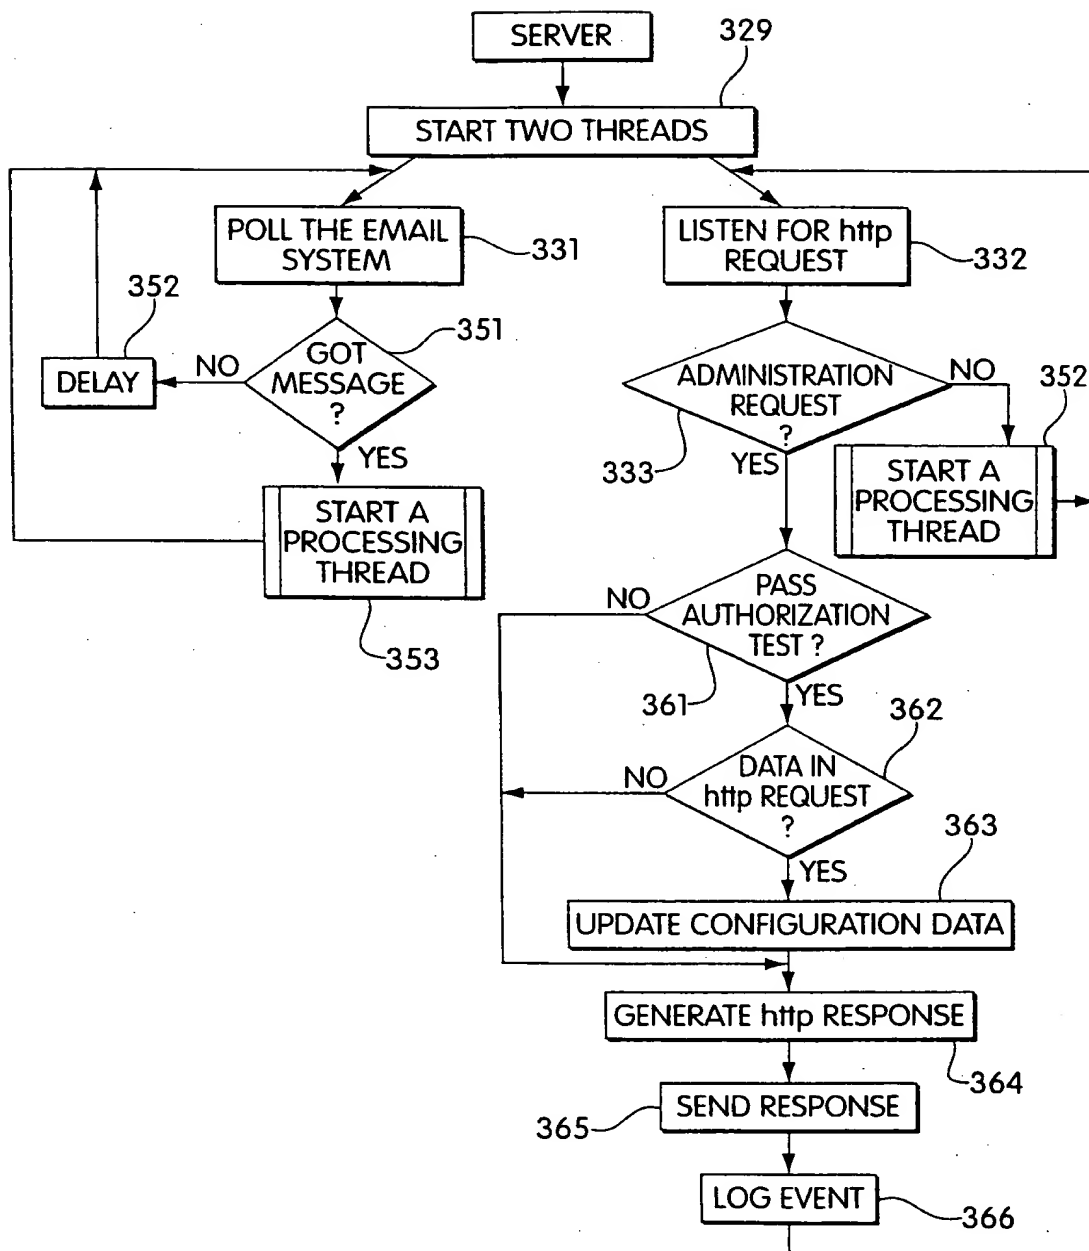 SERVER
329
START TWO THREADS
POLL THE EMAIL
SYSTEM
331
LISTEN FOR http
REQUEST
332
352
DELAY
NO
351
GOT
MESSAGE
?
YES
START A
PROCESSING
THREAD
353
ADMINISTRATION
REQUEST
?
NO
352
333
YES
START A
PROCESSING
THREAD
NO
PASS
AUTHORIZATION
TEST ?
361
YES
362
NO
DATA IN
http REQUEST
?
363
YES
UPDATE CONFIGURATION DATA
GENERATE http RESPONSE
364
365
SEND RESPONSE
LOG EVENT
366